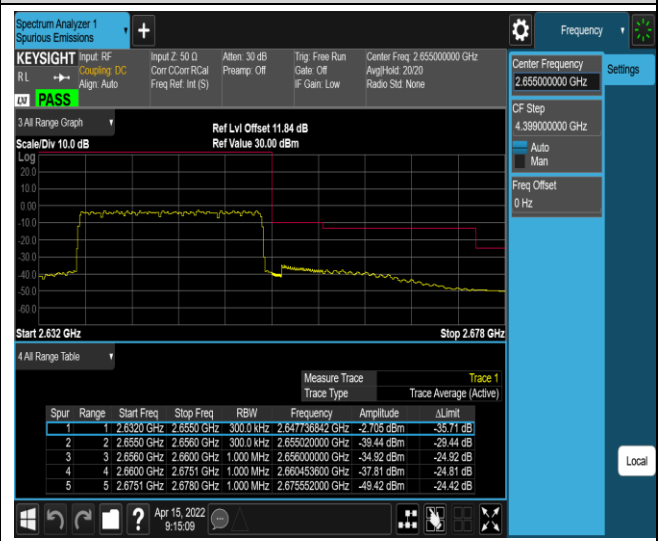 Spectrum Analyzer 1
Spurious Emissions
Frequency
KEYSIGHT Input: RF Input Z: 50 Ω Atten: 30 dB Trig: Free Run Center Freq: 2.655000000 GHz
RL Coupling: DC Corr CCorr RCal Preamp: Off Gate: Off Avg|Hold: 20/20
Align: Auto Freq Ref: Int (S) IF Gain: Low Radio Std: None
LXI PASS
Center Frequency
2.655000000 GHz
Settings
CF Step
4.399000000 GHz
Auto
Man
Freq Offset
0 Hz
3 All Range Graph
Ref Lvl Offset 11.84 dB
Scale/Div 10.0 dB Ref Value 30.00 dBm
Log
20.0
10.0
0.00
-10.0
-20.0
-30.0
-40.0
-50.0
-60.0
Start 2.632 GHz Stop 2.678 GHz
4 All Range Table
Measure Trace Trace 1
Trace Type Trace Average (Active)
Spur Range Start Freq Stop Freq RBW Frequency Amplitude ΔLimit
1 1 2.6320 GHz 2.6550 GHz 300.0 kHz 2.647736842 GHz -2.705 dBm -35.71 dB
2 2 2.6550 GHz 2.6560 GHz 300.0 kHz 2.655020000 GHz -39.44 dBm -29.44 dB
3 3 2.6560 GHz 2.6600 GHz 1.000 MHz 2.656000000 GHz -34.92 dBm -24.92 dB
4 4 2.6600 GHz 2.6751 GHz 1.000 MHz 2.660453600 GHz -37.81 dBm -24.81 dB
5 5 2.6751 GHz 2.6780 GHz 1.000 MHz 2.675552000 GHz -49.42 dBm -24.42 dB
Local
Apr 15, 2022
9:15:09